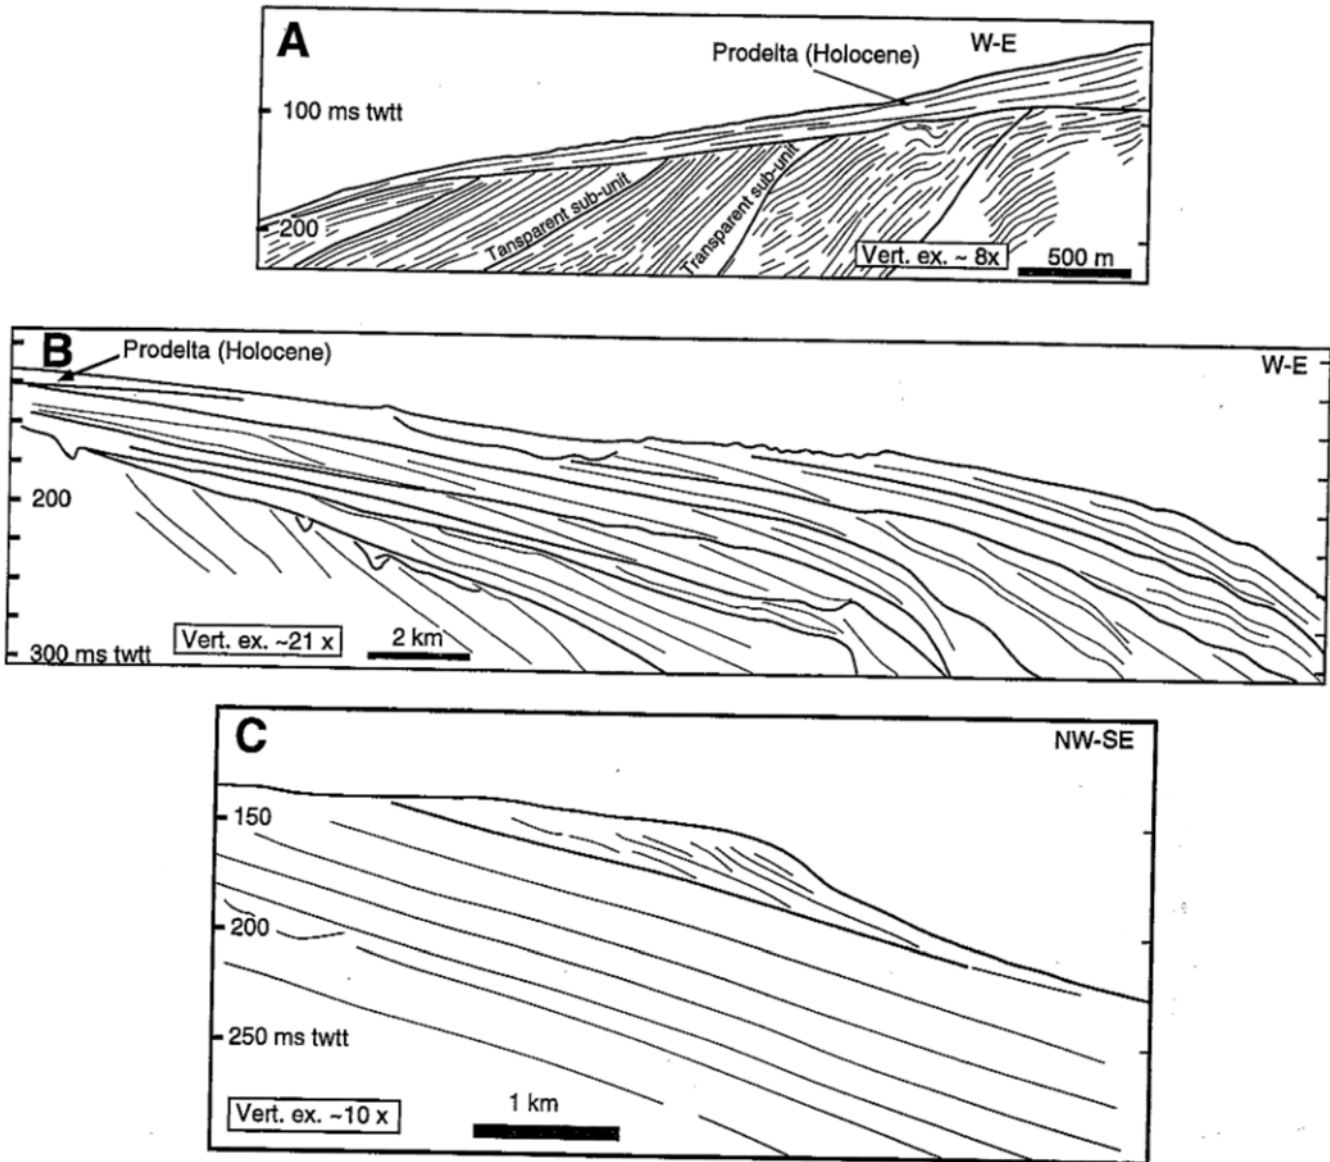 A
W-E
Prodelta (Holocene)
100 ms twtt
200
Tansparent sub-unit
Transparent sub-unit
Vert. ex. ~ 8x
500 m
B
Prodelta (Holocene)
W-E
200
Vert. ex. ~21 x
2 km
300 ms twtt
C
NW-SE
150
200
250 ms twtt
Vert. ex. ~10 x
1 km